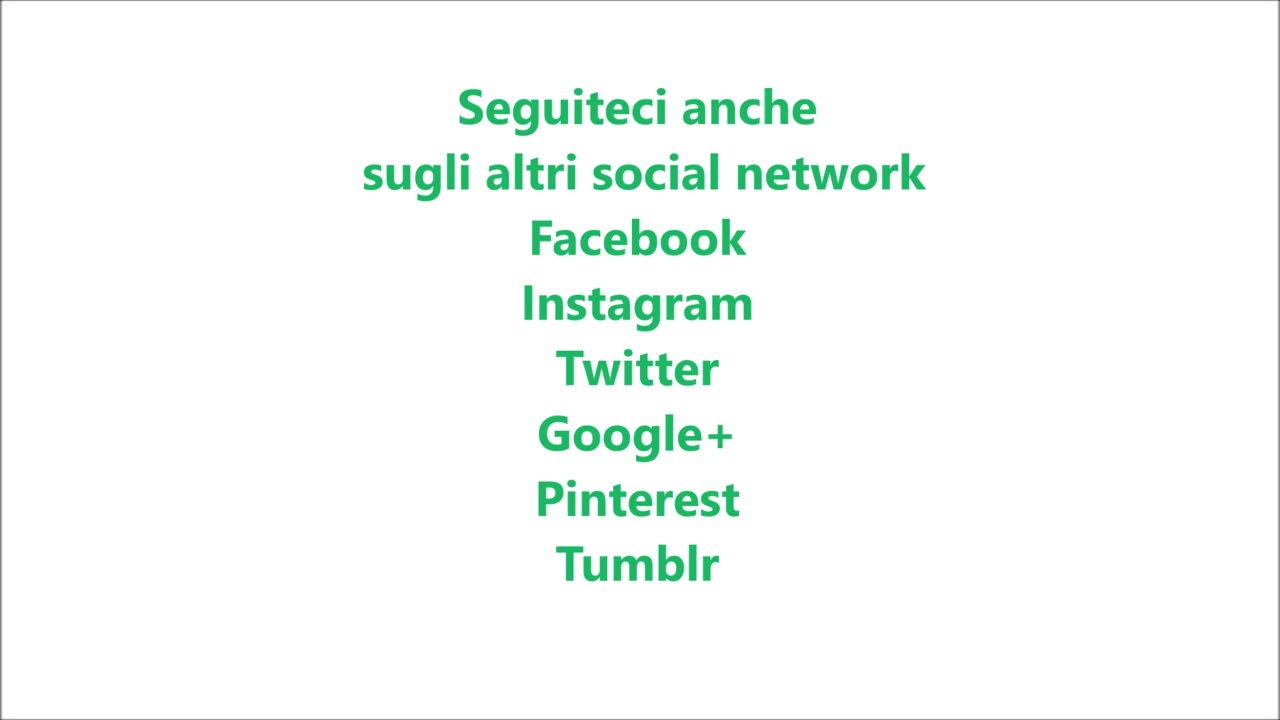 Seguiteci anche
sugli altri social network
Facebook
Instagram
Twitter
Google+
Pinterest
Tumblr